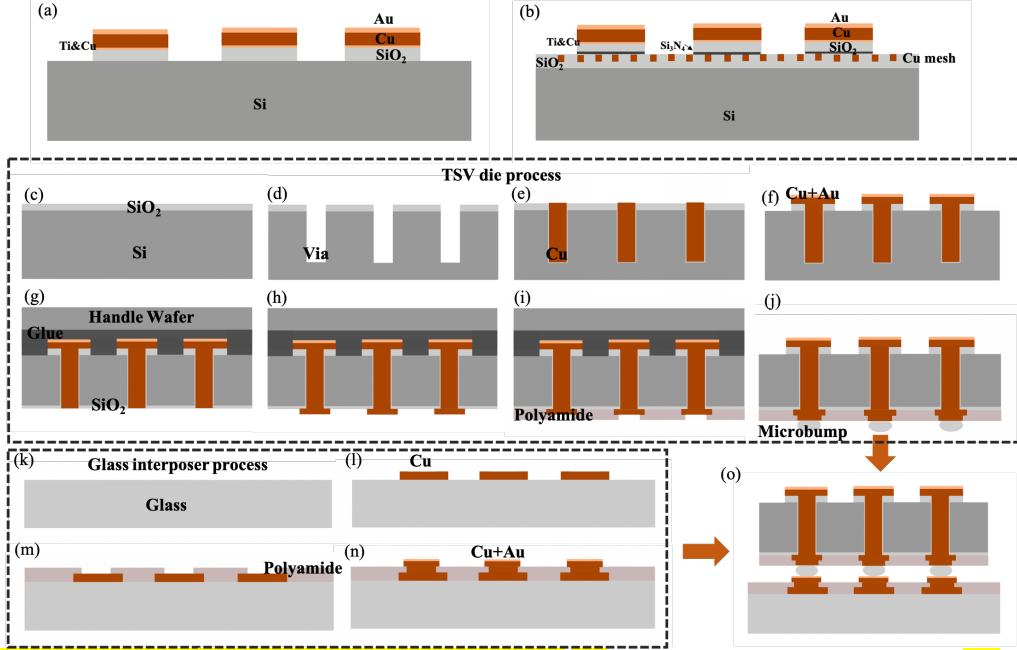 (a)
Au
Ti&Cu
Cu
SiO₂
Si
(b)
Au
Ti&Cu
Si₃N₄
Cu
SiO₂
SiO₂
Cu mesh
Si
TSV die process
(c)
SiO₂
Si
(d)
Via
(e)
Cu
(f)
Cu+Au
(g)
Handle Wafer
Glue
SiO₂
(h)
(i)
Polyamide
(j)
Microbump
(k)
Glass interposer process
Glass
(l)
Cu
(m)
Polyamide
(n)
Cu+Au
(o)